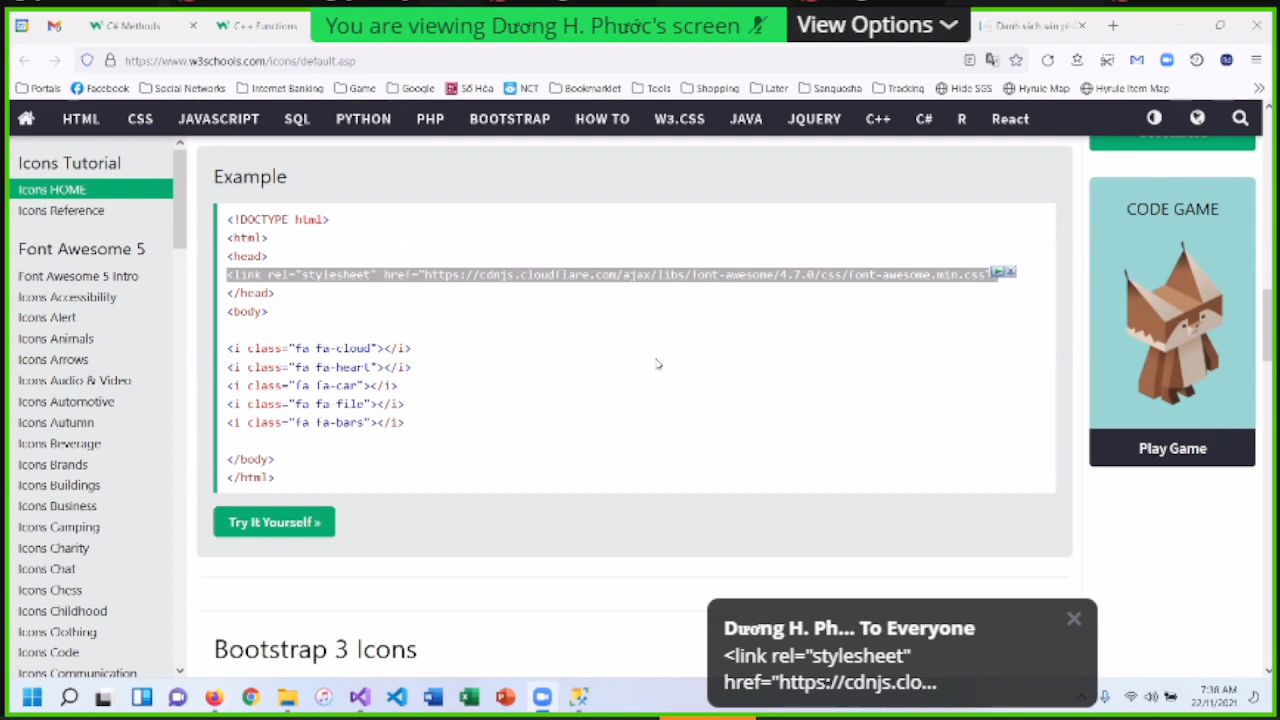 You are viewing Dương H. Phước's screen
View Options
C# Methods
C++ Functions
Danh sách sản ph
https://www.w3schools.com/icons/default.asp
Portals
Facebook
Social Networks
Internet Banking
Game
Google
Số Hóa
NCT
Bookmarklet
Tools
Shopping
Later
Sanguosha
Tracking
Hide SGS
Hyrule Map
Hyrule Item Map
HTML
CSS
JAVASCRIPT
SQL
PYTHON
PHP
BOOTSTRAP
HOW TO
W3.CSS
JAVA
JQUERY
C++
C#
R
React
Icons Tutorial
Icons HOME
Icons Reference
Font Awesome 5
Font Awesome 5 Intro
Icons Accessibility
Icons Alert
Icons Animals
Icons Arrows
Icons Audio & Video
Icons Automotive
Icons Autumn
Icons Beverage
Icons Brands
Icons Buildings
Icons Business
Icons Camping
Icons Charity
Icons Chat
Icons Chess
Icons Childhood
Icons Clothing
Icons Code
Icons Communication
Example
<!DOCTYPE html>
<html>
<head>
<link rel="stylesheet" href="https://cdnjs.cloudflare.com/ajax/libs/font-awesome/4.7.0/css/font-awesome.min.css"
</head>
<body>
<i class="fa fa-cloud"></i>
<i class="fa fa-heart"></i>
<i class="fa fa-car"></i>
<i class="fa fa-file"></i>
<i class="fa fa-bars"></i>
</body>
</html>
Try It Yourself »
Bootstrap 3 Icons
CODE GAME
Play Game
Dương H. Ph... To Everyone
<link rel="stylesheet"
href="https://cdnjs.clo...
7:38 AM
22/11/2021